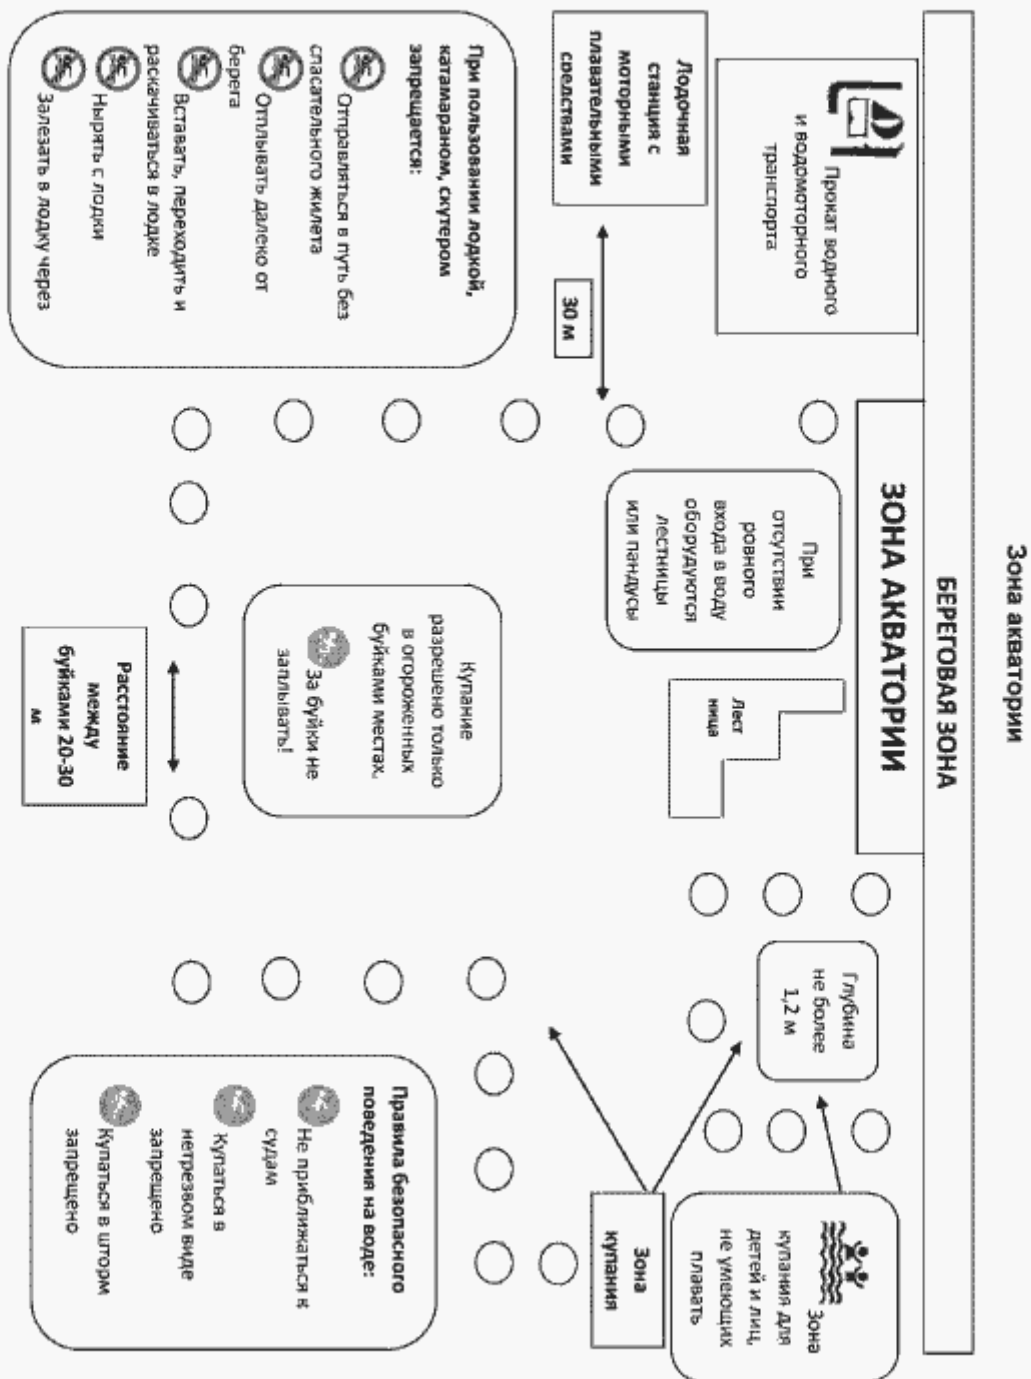 Зона акватории
БЕРЕГОВАЯ ЗОНА
ЗОНА АКВАТОРИИ
Прокат водного
и водомоторного
транспорта
Лодочная
станция с
моторными
плавательными
средствами
30 м
При пользовании лодкой,
катамараном, скутером
запрещается:
Отправляться в путь без
спасательного жилета
Отплывать далеко от
берега
Вставать, переходить и
раскачиваться в лодке
Нырять с лодки
Залезать в лодку через
При
отсутствии
ровного
входа в воду
оборудуются
лестницы
или пандусы
Лест
ница
Купание
разрешено только
в огороженных
буйками местах.
За буйки не
заплывать!
Расстояние
между
буйками 20-30
м
Глубина
не более
1,2 м
Зона
купания для
детей и лиц,
не умеющих
плавать
Зона
купания
Правила безопасного
поведения на воде:
Не приближаться к
судам
Купаться в
нетрезвом виде
запрещено
Купаться в шторм
запрещено